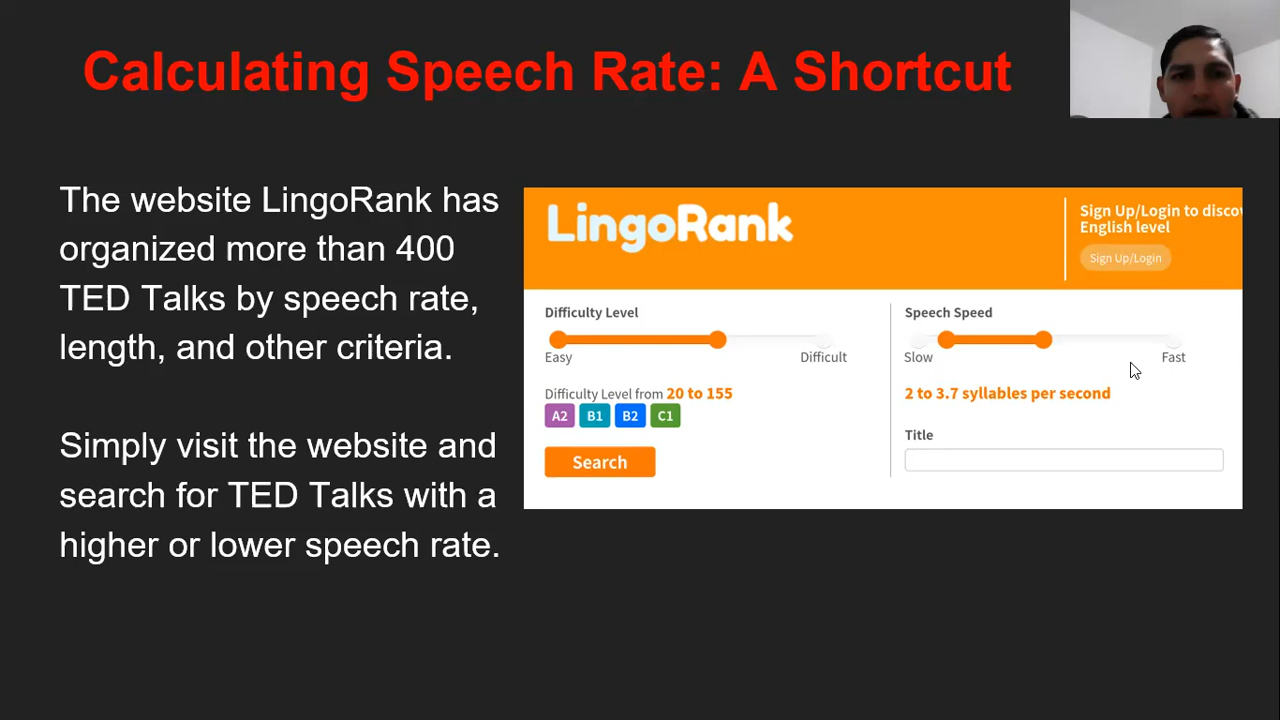 Calculating Speech Rate: A Shortcut
The website LingoRank has
organized more than 400
TED Talks by speech rate,
length, and other criteria.
Simply visit the website and
search for TED Talks with a
higher or lower speech rate.
LingoRank
Sign Up/Login to disco
English level
Sign Up/Login
Difficulty Level
Easy Difficult
Difficulty Level from 20 to 155
A2 B1 B2 C1
Search
Speech Speed
Slow Fast
2 to 3.7 syllables per second
Title